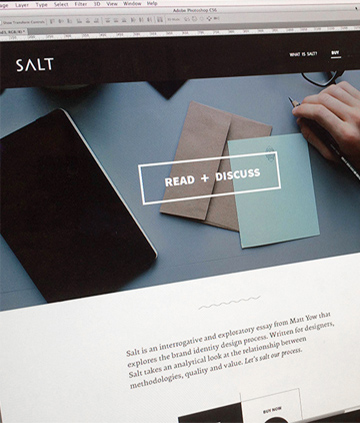 Layer Type Select Filter 3D View Window Help
Show Transform Controls
Adobe Photoshop CS6
SALT
WHAT IS SALT?
BUY
READ + DISCUSS
Salt is an interrogative and exploratory essay from Matt Yow that
explores the brand identity design process. Written for designers,
Salt takes an analytical look at the relationship between
methodologies, quality and value. Let's salt our process.
BUY NOW